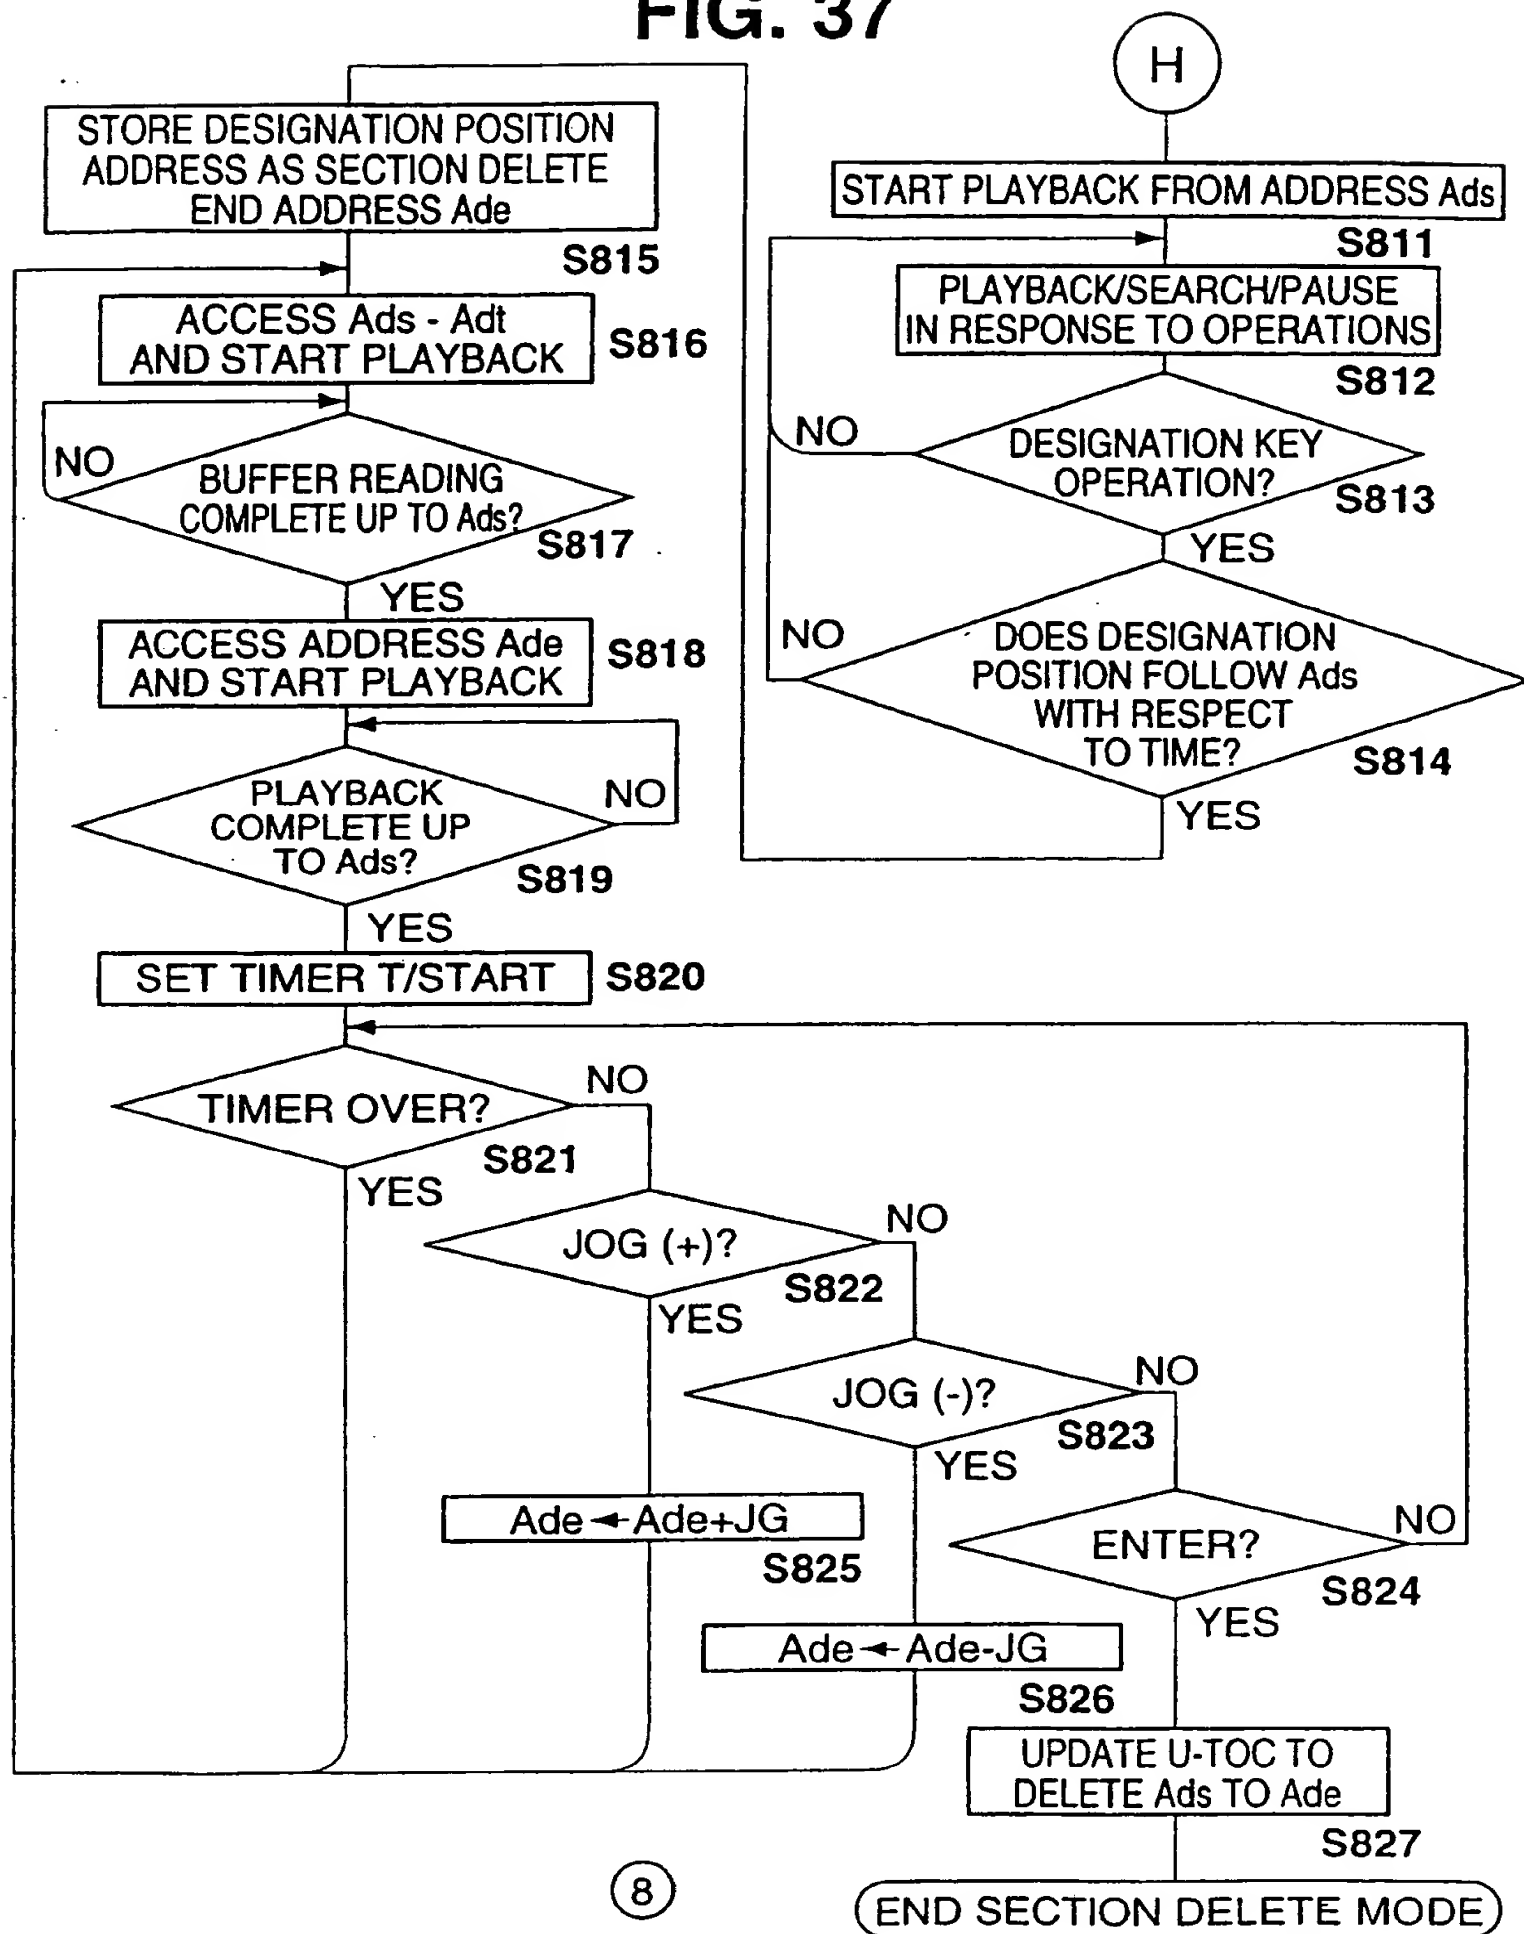 FIG. 37
H
START PLAYBACK FROM ADDRESS Ads
S811
PLAYBACK/SEARCH/PAUSE
IN RESPONSE TO OPERATIONS
S812
DESIGNATION KEY
OPERATION?
S813
NO
YES
DOES DESIGNATION
POSITION FOLLOW Ads
WITH RESPECT
TO TIME?
S814
NO
YES
STORE DESIGNATION POSITION
ADDRESS AS SECTION DELETE
END ADDRESS Ade
S815
ACCESS Ads - Adt
AND START PLAYBACK
S816
NO
BUFFER READING
COMPLETE UP TO Ads?
S817
YES
ACCESS ADDRESS Ade
AND START PLAYBACK
S818
PLAYBACK
COMPLETE UP
TO Ads?
NO
S819
YES
SET TIMER T/START
S820
TIMER OVER?
NO
S821
YES
JOG (+)?
NO
S822
YES
JOG (-)?
NO
S823
YES
Ade←Ade+JG
S825
ENTER?
NO
S824
YES
Ade←Ade-JG
S826
UPDATE U-TOC TO
DELETE Ads TO Ade
S827
8
END SECTION DELETE MODE